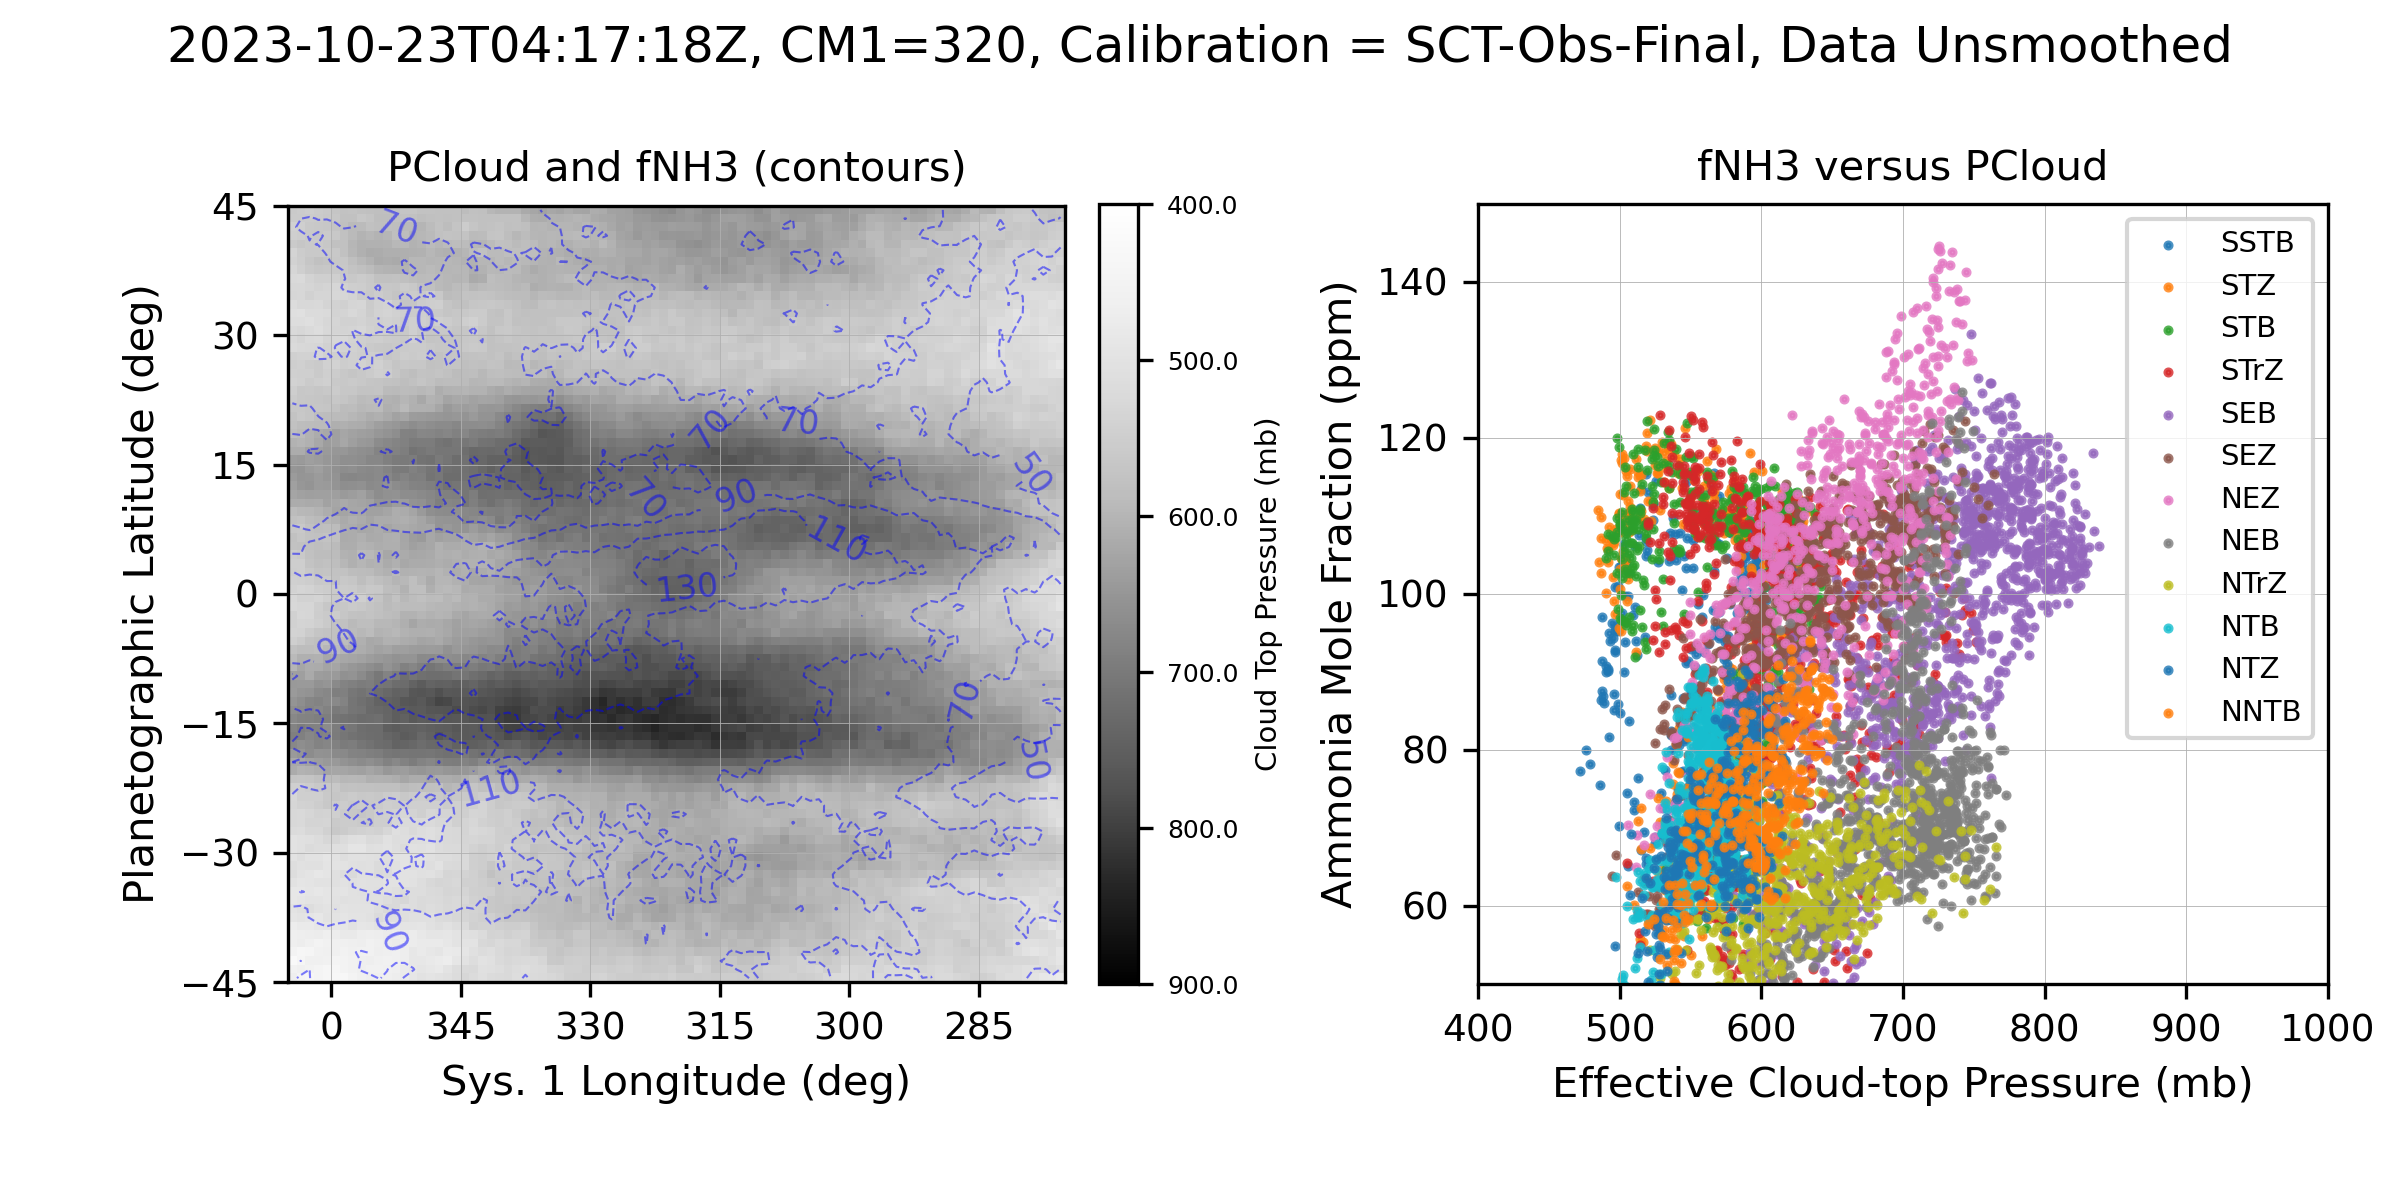 2023-10-23T04:17:18Z, CM1=320, Calibration = SCT-Obs-Final, Data Unsmoothed
PCloud and fNH3 (contours)
Planetographic Latitude (deg)
45
30
15
0
−15
−30
−45
70
70
70
70
50
70
90
110
130
90
70
50
110
90
0
345
330
315
300
285
Sys. 1 Longitude (deg)
400.0
500.0
600.0
700.0
800.0
900.0
Cloud Top Pressure (mb)
fNH3 versus PCloud
Ammonia Mole Fraction (ppm)
140
120
100
80
60
SSTB
STZ
STB
STrZ
SEB
SEZ
NEZ
NEB
NTrZ
NTB
NTZ
NNTB
400
500
600
700
800
900
1000
Effective Cloud-top Pressure (mb)